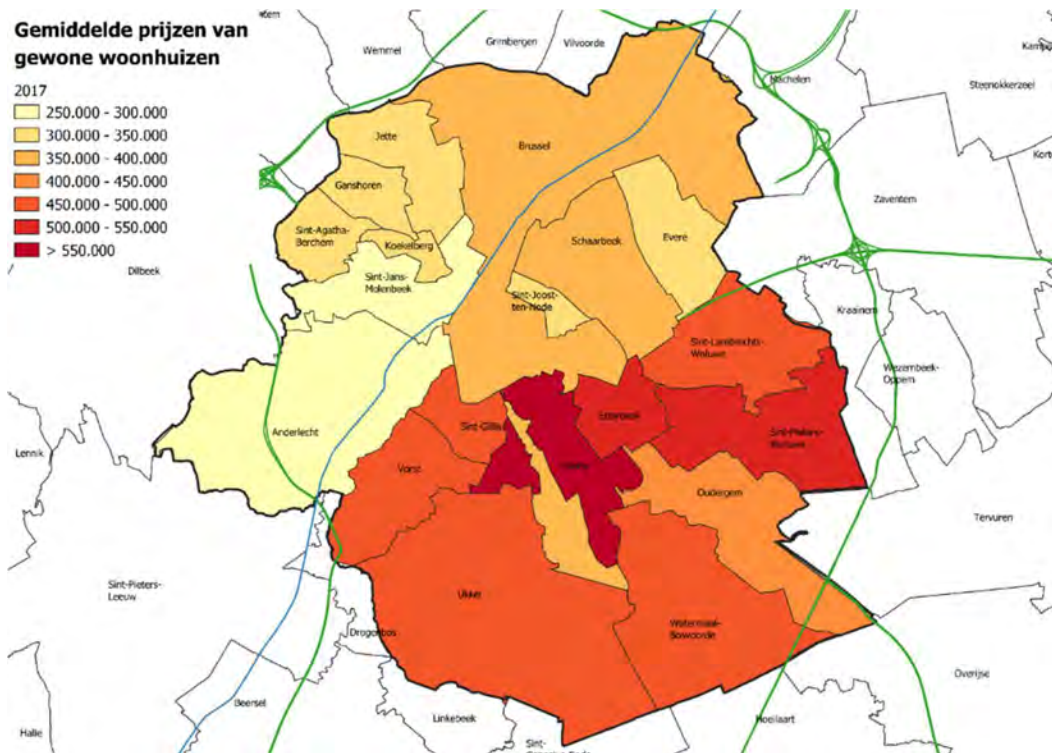 Gemiddelde prijzen van
gewone woonhuizen
2017
250.000 - 300.000
300.000 - 350.000
350.000 - 400.000
400.000 - 450.000
450.000 - 500.000
500.000 - 550.000
> 550.000
Wemmel
Grimbergen
Vilvoorde
Machelen
Steenokkerzeel
Jette
Brussel
Ganshoren
Zaventem
Sint-Agatha-
Berchem
Koekelberg
Schaarbeek
Evere
Dilbeek
Sint-Jans-
Molenbeek
Sint-Joost-
ten-Node
Kraainem
Sint-Lambrechts-
Woluwe
Wezembeek-
Oppem
Etterbeek
Anderlecht
Sint-Gillis
Sint-Pieters-
Woluwe
Lennik
Vorst
Elsene
Oudergem
Tervuren
Sint-Pieters-
Leeuw
Ukkel
Watermaal-
Bosvoorde
Drogenbos
Overijse
Beersel
Linkebeek
Hoeilaart
Halle
Sint-